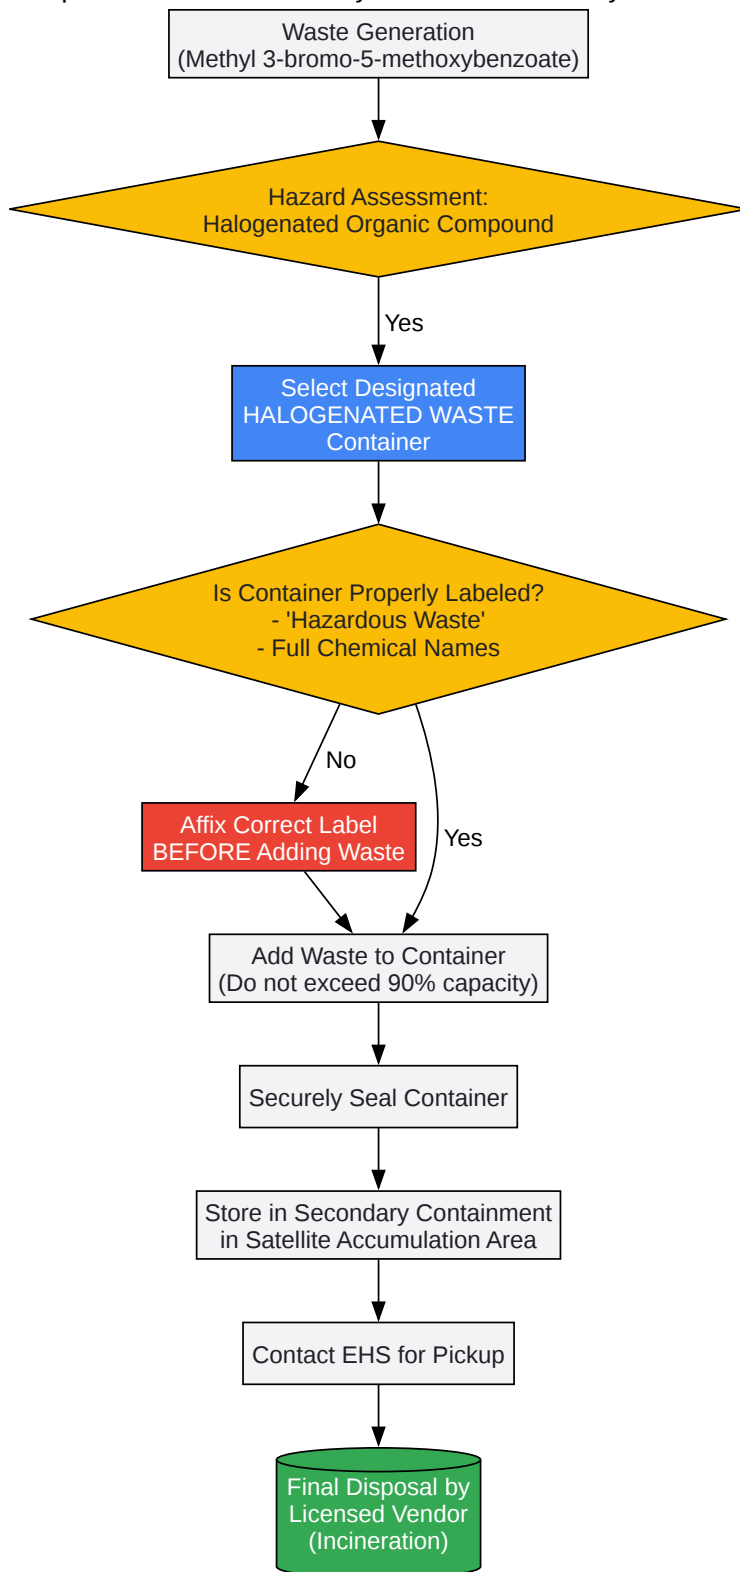 Waste Generation
(Methyl 3-bromo-5-methoxybenzoate)
Hazard Assessment:
Halogenated Organic Compound
Yes
Select Designated
HALOGENATED WASTE
Container
Is Container Properly Labeled?
- 'Hazardous Waste'
- Full Chemical Names
No
Affix Correct Label
BEFORE Adding Waste
Yes
Add Waste to Container
(Do not exceed 90% capacity)
Securely Seal Container
Store in Secondary Containment
in Satellite Accumulation Area
Contact EHS for Pickup
Final Disposal by
Licensed Vendor
(Incineration)